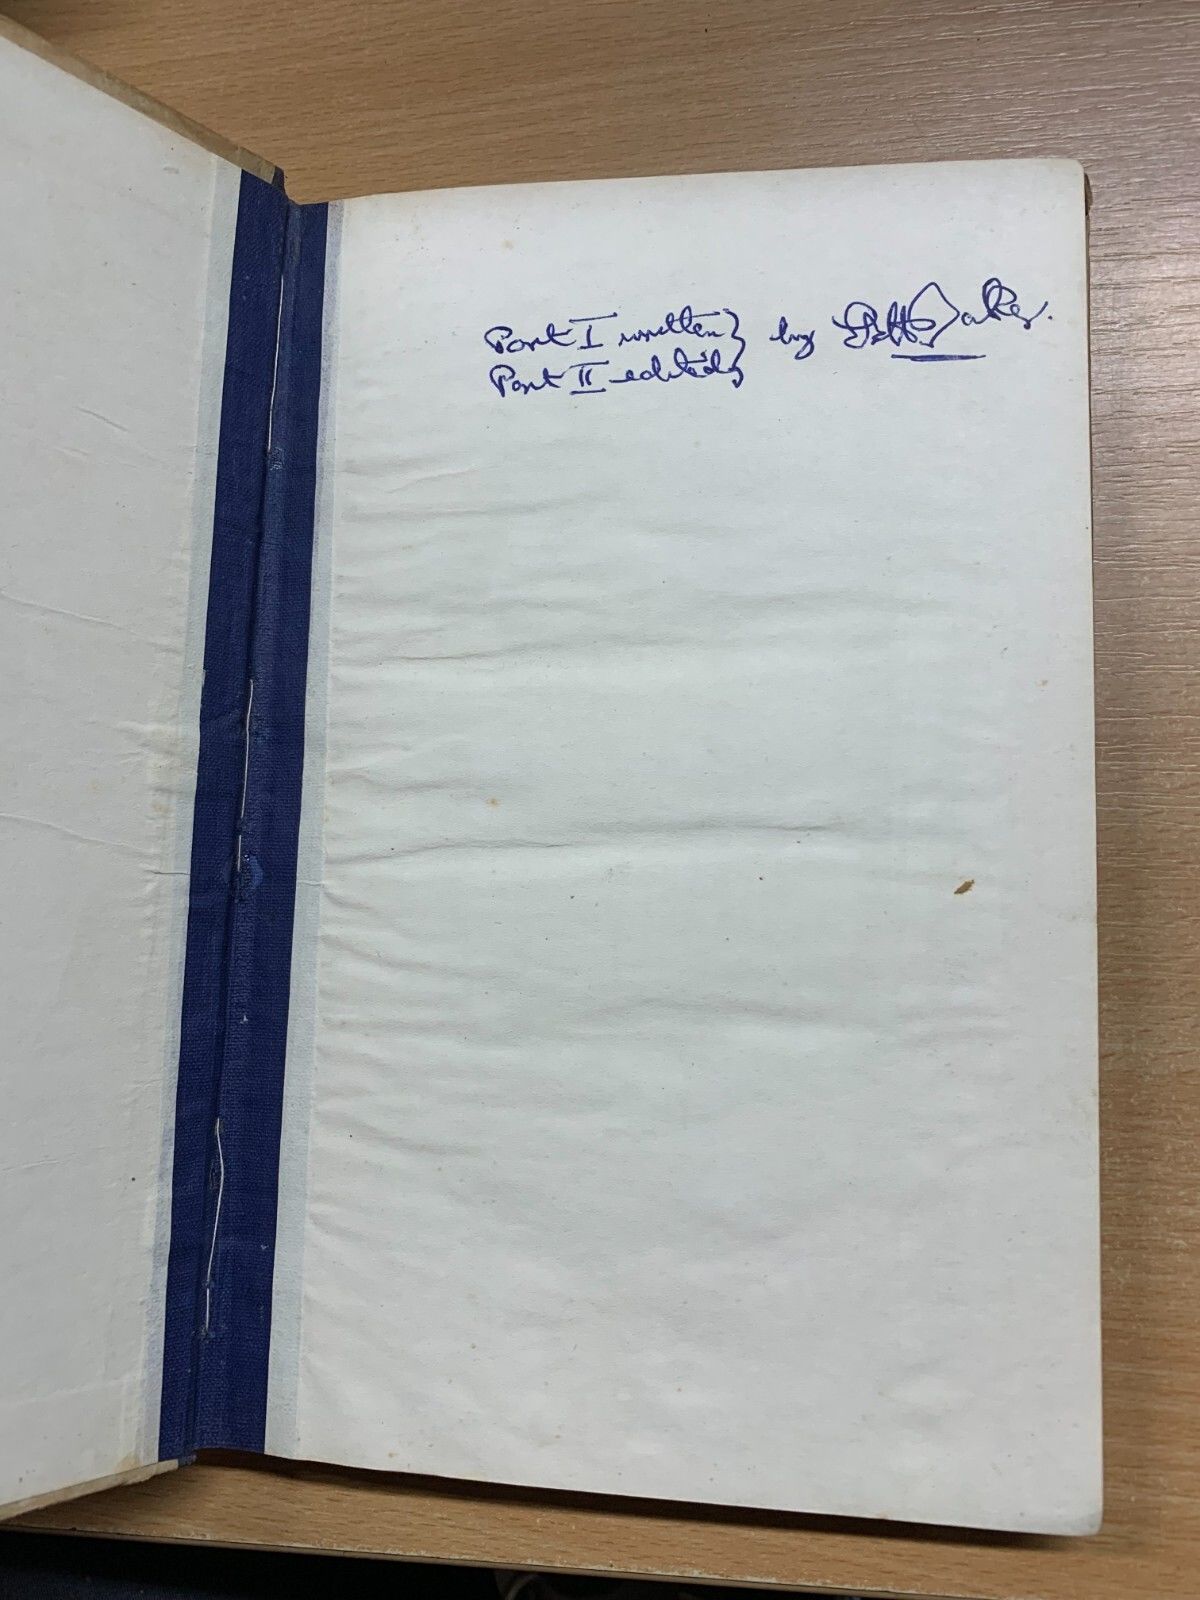 Part I written } by
Part II edited }